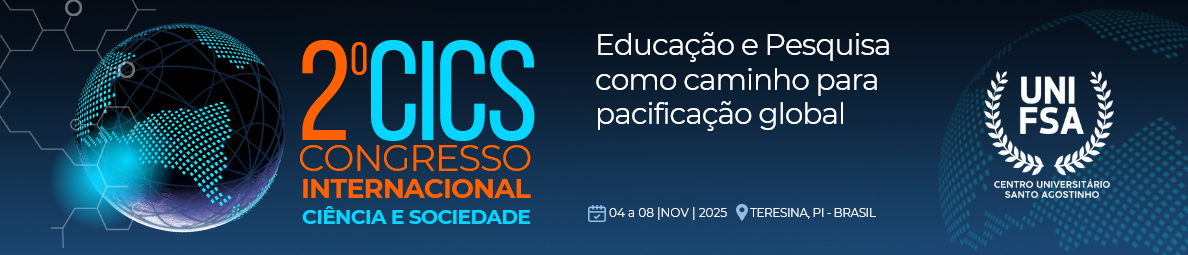 2º CICS
CONGRESSO
INTERNACIONAL
CIÊNCIA E SOCIEDADE
Educação e Pesquisa
como caminho para
pacificação global
04 a 08 |NOV | 2025 TERESINA, PI - BRASIL
UNI
FSA
CENTRO UNIVERSITÁRIO
SANTO AGOSTINHO